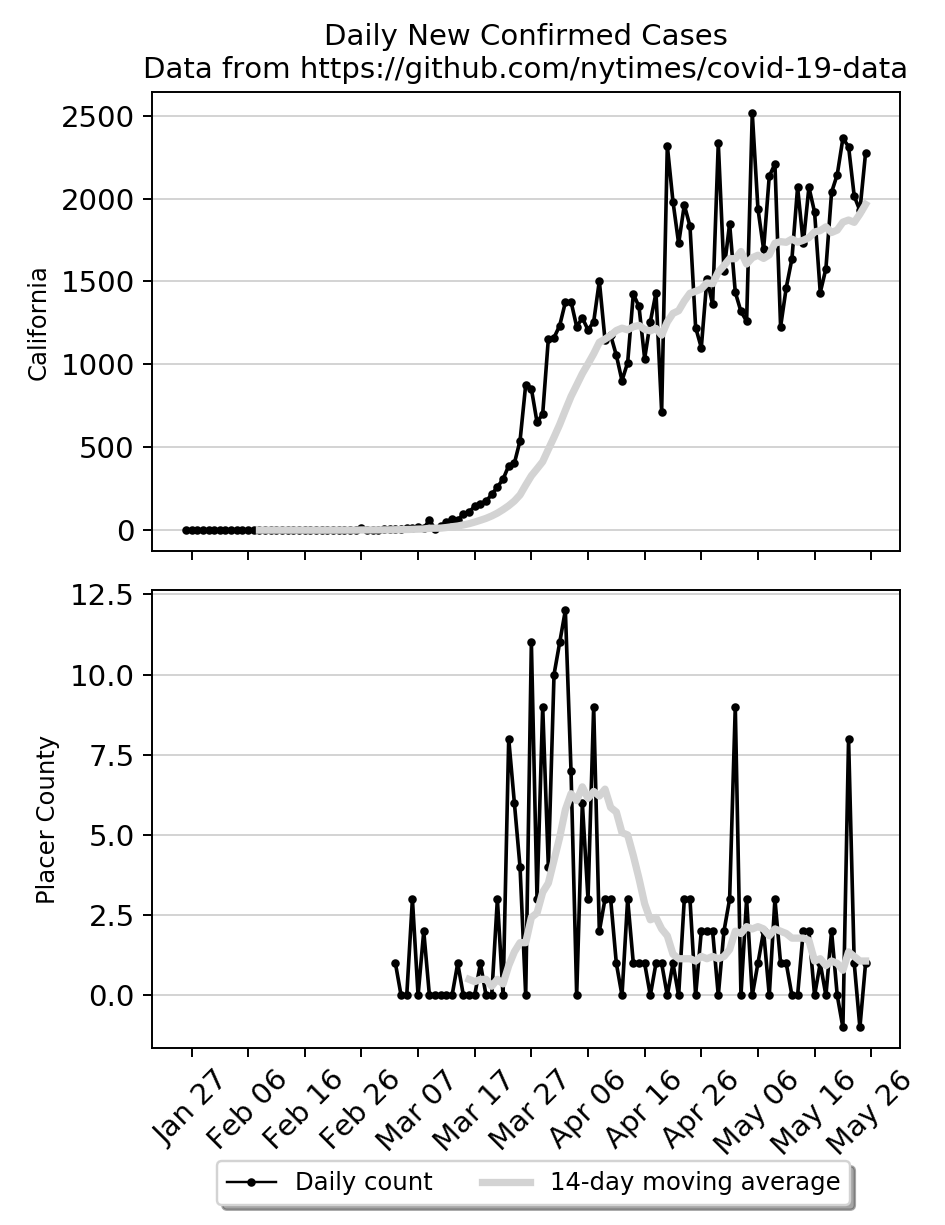 Daily New Confirmed Cases
Data from https://github.com/nytimes/covid-19-data
2500
2000
1500
1000
500
0
California
12.5
10.0
7.5
5.0
2.5
0.0
Placer County
Jan 27
Feb 06
Feb 16
Feb 26
Mar 07
Mar 17
Mar 27
Apr 06
Apr 16
Apr 26
May 06
May 16
May 26
Daily count
14-day moving average